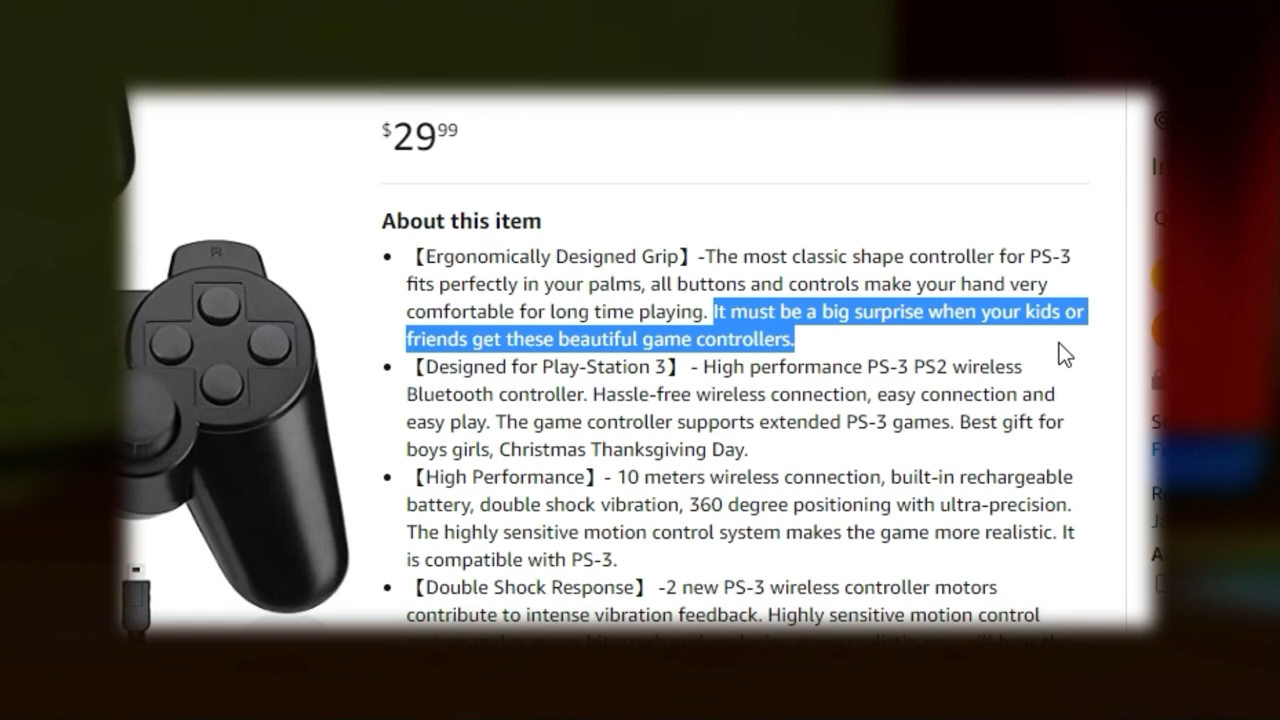 $29.99
About this item
【Ergonomically Designed Grip】-The most classic shape controller for PS-3
fits perfectly in your palms, all buttons and controls make your hand very
comfortable for long time playing. It must be a big surprise when your kids or
friends get these beautiful game controllers.
【Designed for Play-Station 3】 - High performance PS-3 PS2 wireless
Bluetooth controller. Hassle-free wireless connection, easy connection and
easy play. The game controller supports extended PS-3 games. Best gift for
boys girls, Christmas Thanksgiving Day.
【High Performance】- 10 meters wireless connection, built-in rechargeable
battery, double shock vibration, 360 degree positioning with ultra-precision.
The highly sensitive motion control system makes the game more realistic. It
is compatible with PS-3.
【Double Shock Response】 -2 new PS-3 wireless controller motors
contribute to intense vibration feedback. Highly sensitive motion control